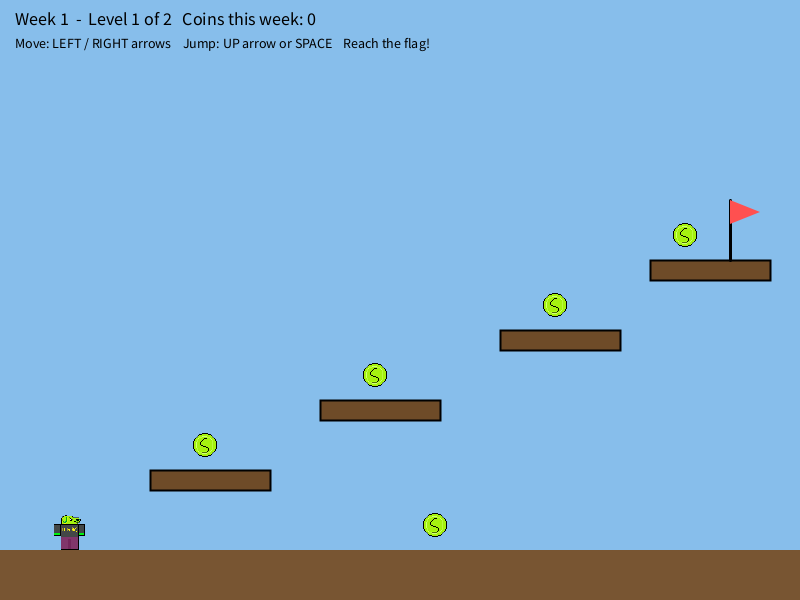 Week 1 - Level 1 of 2 Coins this week: 0
Move: LEFT / RIGHT arrows Jump: UP arrow or SPACE Reach the flag!
S
S
S
S
S